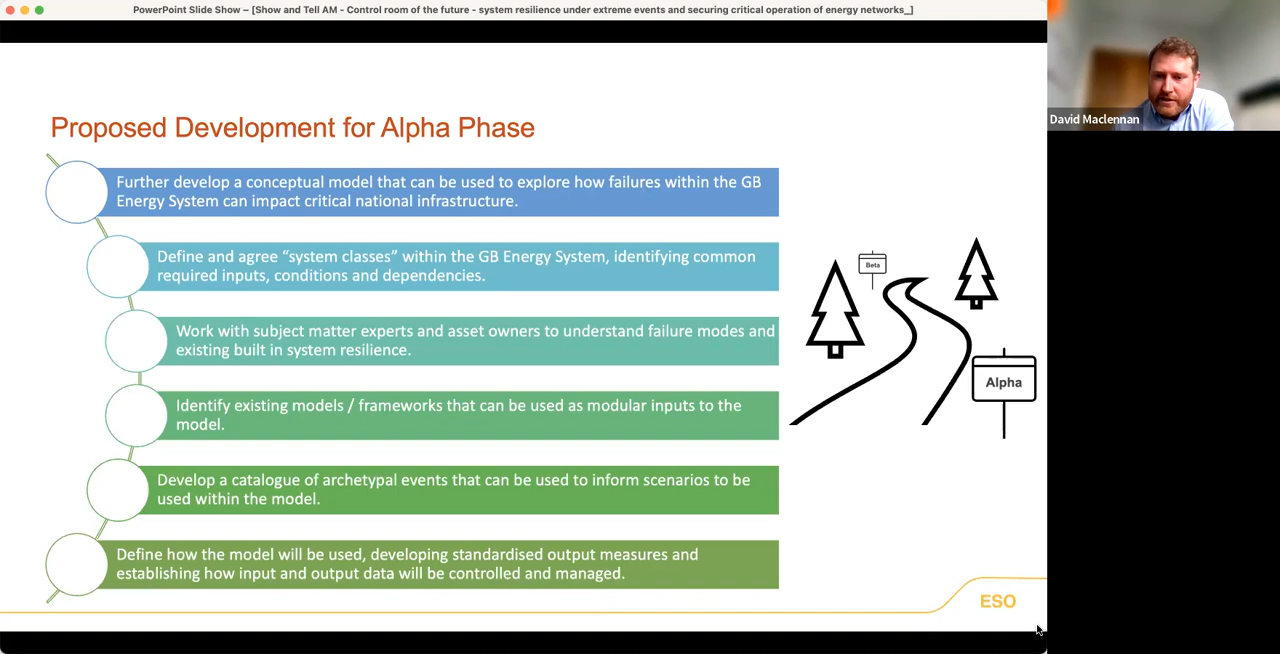 PowerPoint Slide Show – [Show and Tell AM - Control room of the future - system resilience under extreme events and securing critical operation of energy networks_]
David Maclennan
Proposed Development for Alpha Phase
Further develop a conceptual model that can be used to explore how failures within the GB
Energy System can impact critical national infrastructure.
Define and agree “system classes” within the GB Energy System, identifying common
required inputs, conditions and dependencies.
Work with subject matter experts and asset owners to understand failure modes and
existing built in system resilience.
Identify existing models / frameworks that can be used as modular inputs to the
model.
Develop a catalogue of archetypal events that can be used to inform scenarios to be
used within the model.
Define how the model will be used, developing standardised output measures and
establishing how input and output data will be controlled and managed.
Beta
Alpha
ESO